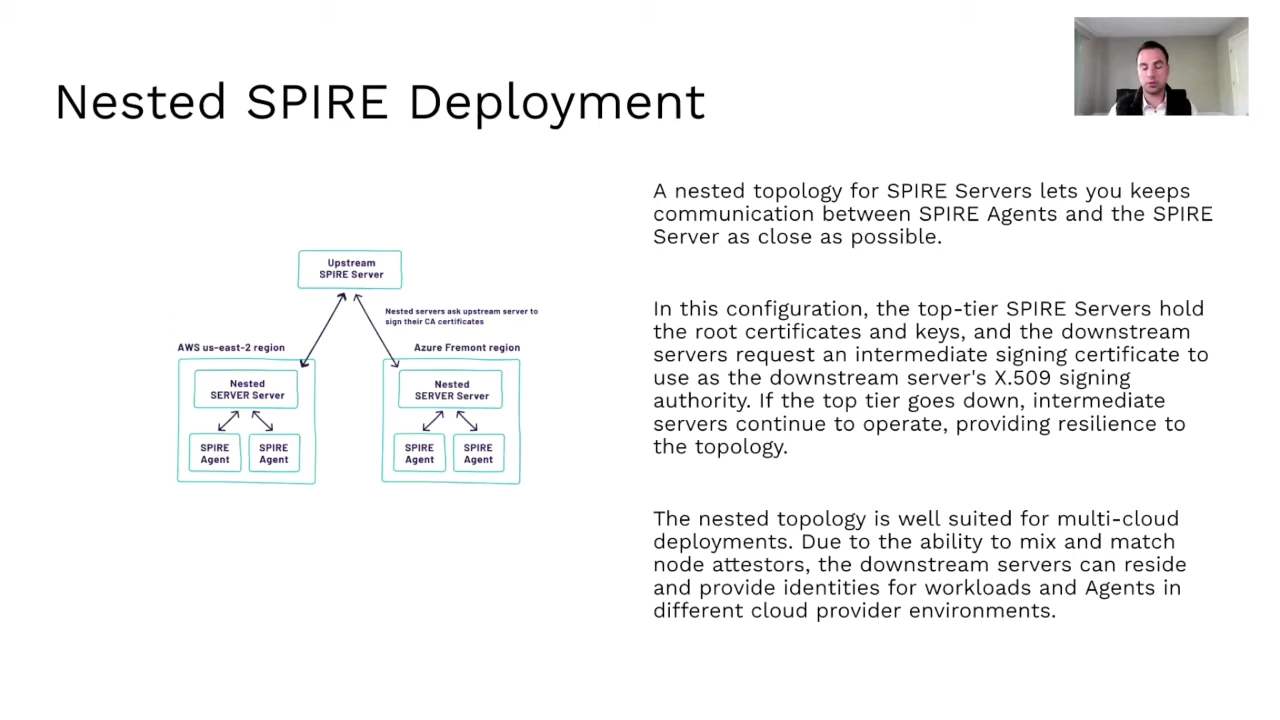 Nested SPIRE Deployment
A nested topology for SPIRE Servers lets you keeps
communication between SPIRE Agents and the SPIRE
Server as close as possible.
In this configuration, the top-tier SPIRE Servers hold
the root certificates and keys, and the downstream
servers request an intermediate signing certificate to
use as the downstream server's X.509 signing
authority. If the top tier goes down, intermediate
servers continue to operate, providing resilience to
the topology.
The nested topology is well suited for multi-cloud
deployments. Due to the ability to mix and match
node attestors, the downstream servers can reside
and provide identities for workloads and Agents in
different cloud provider environments.
Upstream
SPIRE Server
Nested servers ask upstream server to
sign their CA certificates
AWS us-east-2 region
Nested
SERVER Server
SPIRE
Agent
SPIRE
Agent
Azure Fremont region
Nested
SERVER Server
SPIRE
Agent
SPIRE
Agent